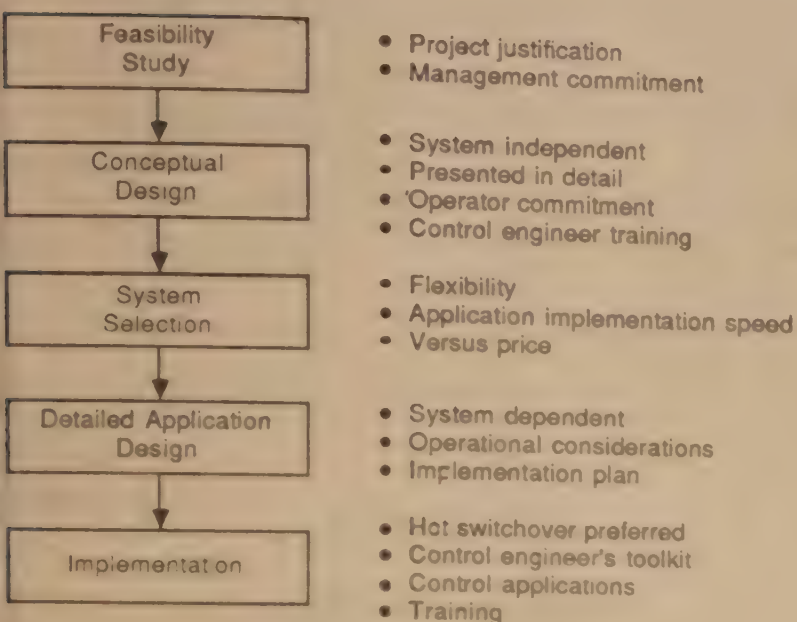 Feasibility
Study
• Project justification
• Management commitment
Conceptual
Design
• System independent
• Presented in detail
• 'Operator commitment
• Control engineer training
System
Selection
• Flexibility
• Application implementation speed
• Versus price
Detailed Application
Design
• System dependent
• Operational considerations
• Implementation plan
Implementation
• Hot switchover preferred
• Control engineer's toolkit
• Control applications
• Training